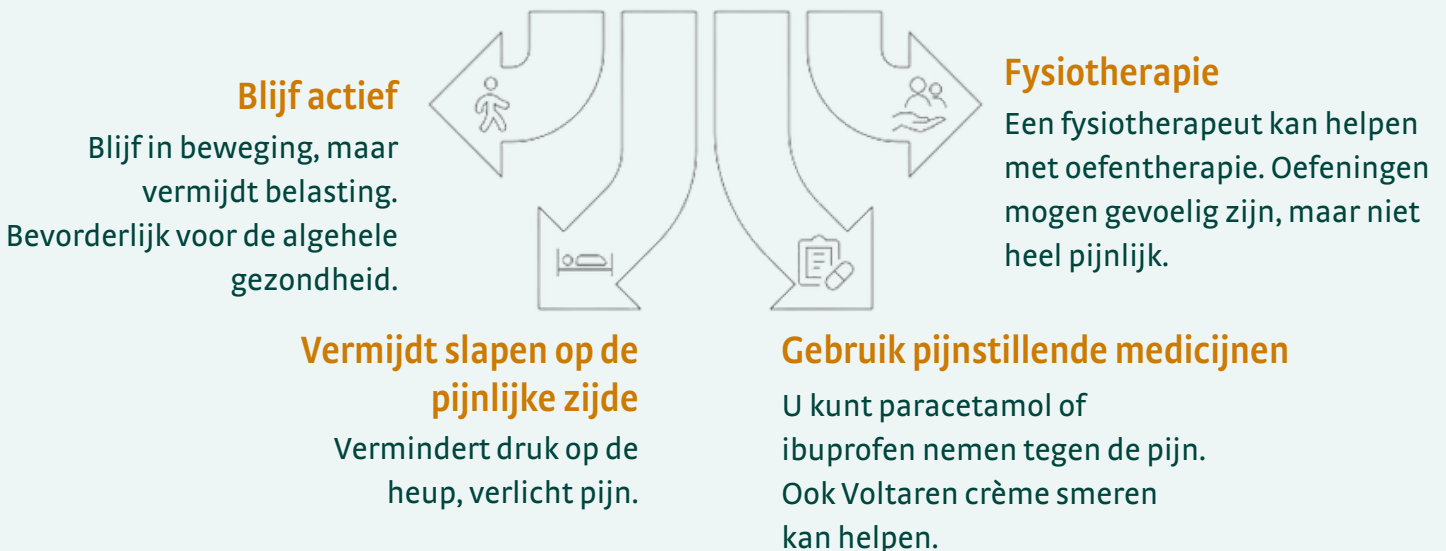 Blijf actief
Blijf in beweging, maar
vermijdt belasting.
Bevorderlijk voor de algehele
gezondheid.
Fysiotherapie
Een fysiotherapeut kan helpen
met oefentherapie. Oefeningen
mogen gevoelig zijn, maar niet
heel pijnlijk.
Vermijdt slapen op de
pijnlijke zijde
Vermindert druk op de
heup, verlicht pijn.
Gebruik pijnstillende medicijnen
U kunt paracetamol of
ibuprofen nemen tegen de pijn.
Ook Voltaren crème smeren
kan helpen.